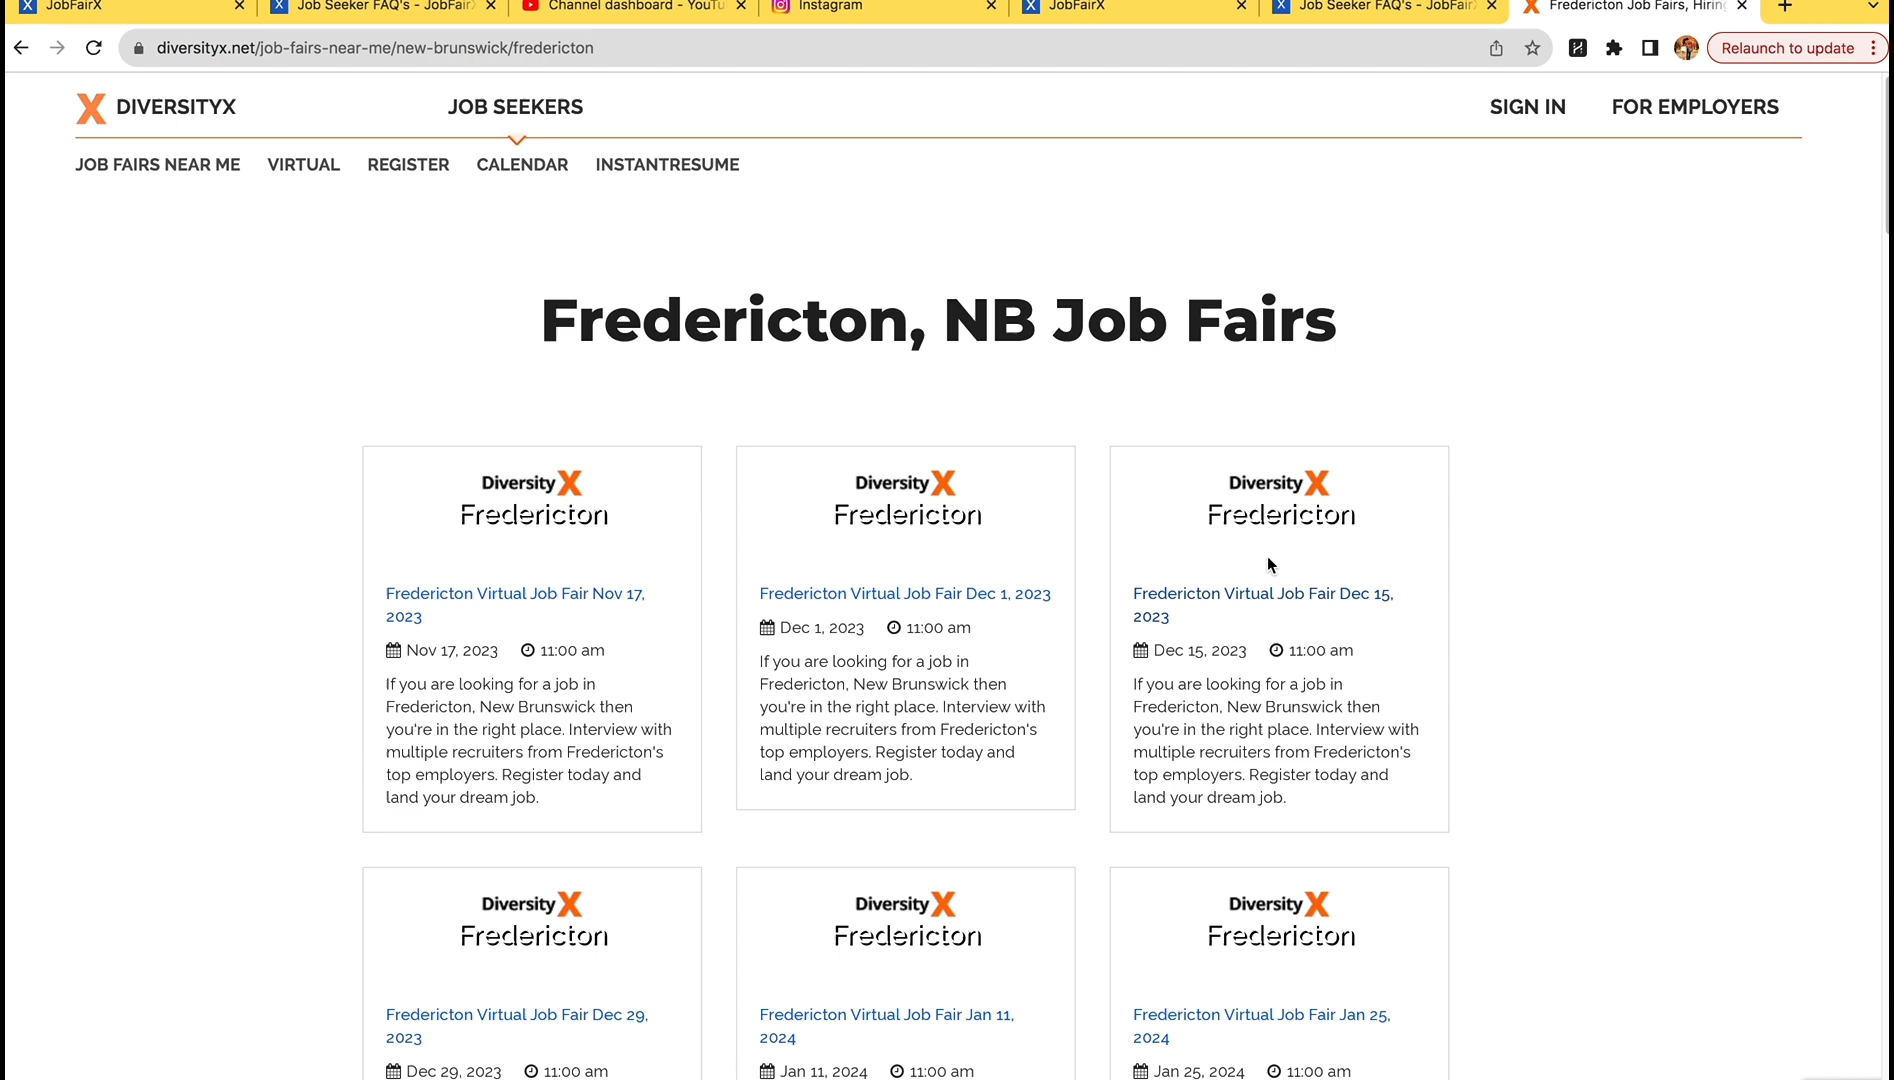 JobFairX
Job Seeker FAQ's - JobFairX
Channel dashboard - YouTu
Instagram
JobFairX
Job Seeker FAQ's - JobFairX
Fredericton Job Fairs, Hiring
diversityx.net/job-fairs-near-me/new-brunswick/fredericton
Relaunch to update
X DIVERSITYX
JOB SEEKERS
SIGN IN
FOR EMPLOYERS
JOB FAIRS NEAR ME
VIRTUAL
REGISTER
CALENDAR
INSTANTRESUME
Fredericton, NB Job Fairs
DiversityX
Fredericton
Fredericton Virtual Job Fair Nov 17,
2023
Nov 17, 2023 11:00 am
If you are looking for a job in
Fredericton, New Brunswick then
you're in the right place. Interview with
multiple recruiters from Fredericton's
top employers. Register today and
land your dream job.
DiversityX
Fredericton
Fredericton Virtual Job Fair Dec 1, 2023
Dec 1, 2023 11:00 am
If you are looking for a job in
Fredericton, New Brunswick then
you're in the right place. Interview with
multiple recruiters from Fredericton's
top employers. Register today and
land your dream job.
DiversityX
Fredericton
Fredericton Virtual Job Fair Dec 15,
2023
Dec 15, 2023 11:00 am
If you are looking for a job in
Fredericton, New Brunswick then
you're in the right place. Interview with
multiple recruiters from Fredericton's
top employers. Register today and
land your dream job.
DiversityX
Fredericton
Fredericton Virtual Job Fair Dec 29,
2023
Dec 29, 2023 11:00 am
DiversityX
Fredericton
Fredericton Virtual Job Fair Jan 11,
2024
Jan 11, 2024 11:00 am
DiversityX
Fredericton
Fredericton Virtual Job Fair Jan 25,
2024
Jan 25, 2024 11:00 am